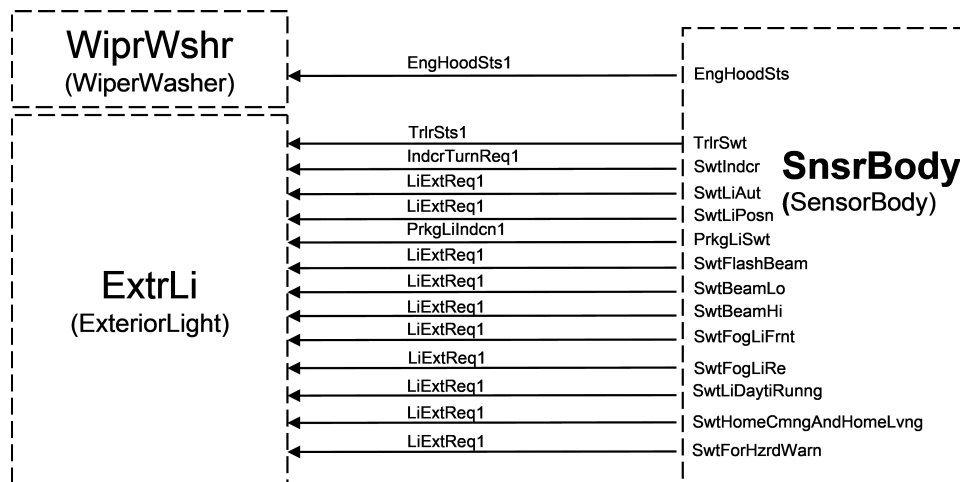 WiprWshr
(WiperWasher)
EngHoodSts1
EngHoodSts
TrlrSts1
TrlrSwt
IndcrTurnReq1
SwtIndcr
LiExtReq1
SwtLiAut
LiExtReq1
SwtLiPosn
PrkgLiIndcn1
PrkgLiSwt
LiExtReq1
SwtFlashBeam
LiExtReq1
SwtBeamLo
LiExtReq1
SwtBeamHi
LiExtReq1
SwtFogLiFrnt
LiExtReq1
SwtFogLiRe
LiExtReq1
SwtLiDaytiRunng
LiExtReq1
SwtHomeCmngAndHomeLvng
LiExtReq1
SwtForHzrdWarn
ExtrLi
(ExteriorLight)
SnsrBody
(SensorBody)